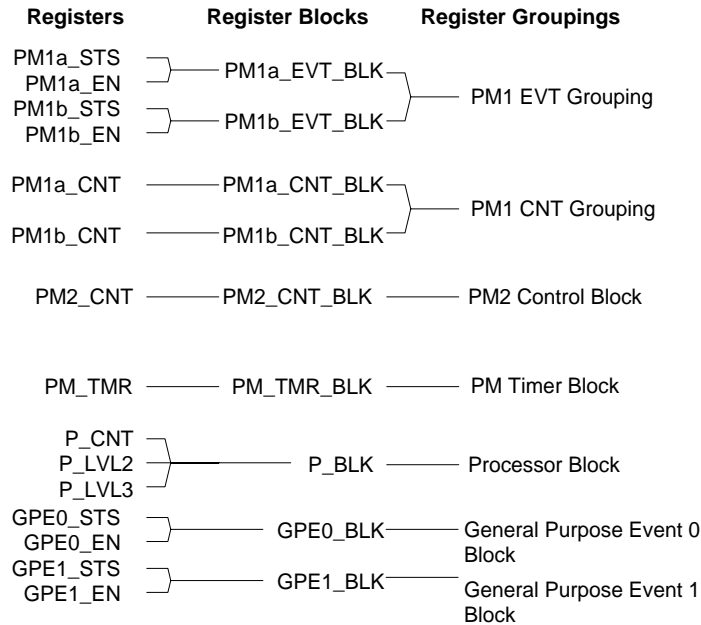 Registers Register Blocks Register Groupings
PM1a_STS
PM1a_EN
PM1a_EVT_BLK
PM1b_STS
PM1b_EN
PM1b_EVT_BLK
PM1 EVT Grouping
PM1a_CNT PM1a_CNT_BLK
PM1 CNT Grouping
PM1b_CNT PM1b_CNT_BLK
PM2_CNT PM2_CNT_BLK PM2 Control Block
PM_TMR PM_TMR_BLK PM Timer Block
P_CNT
P_LVL2 P_BLK Processor Block
P_LVL3
GPE0_STS
GPE0_EN
GPE0_BLK
General Purpose Event 0
Block
GPE1_STS
GPE1_EN
GPE1_BLK
General Purpose Event 1
Block